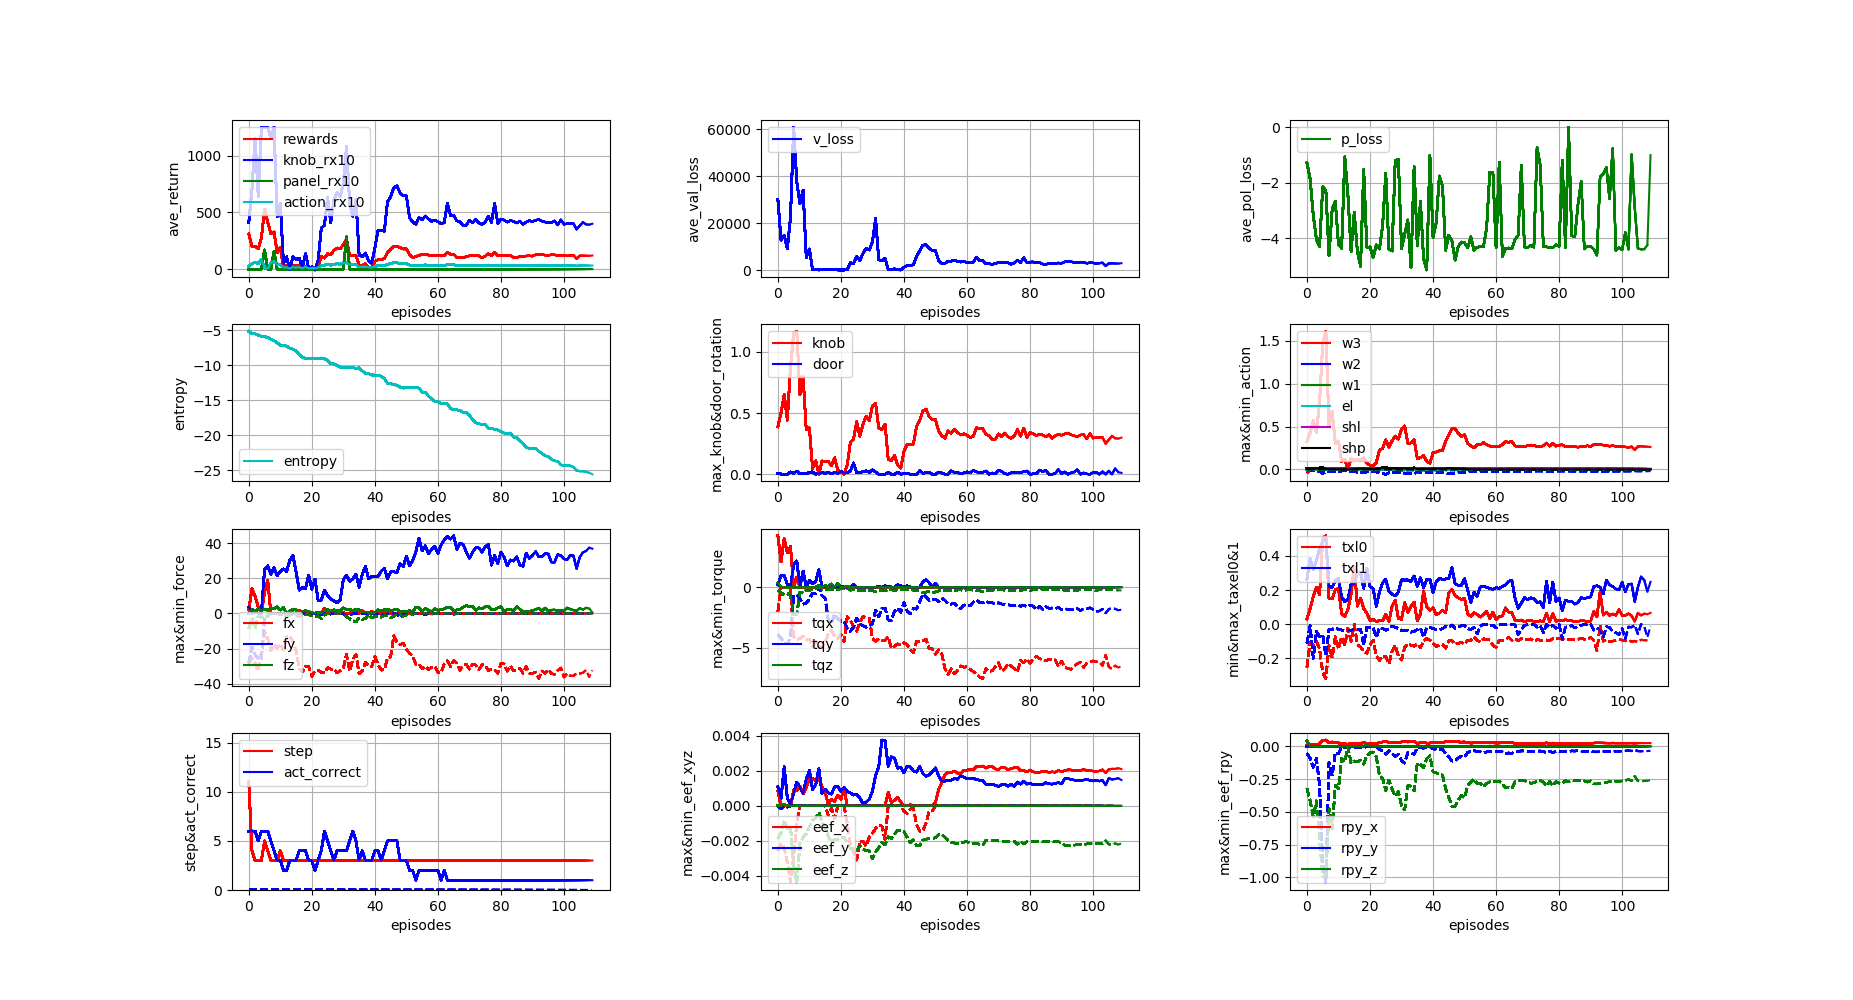 rewards
knob_rx10
panel_rx10
action_rx10
ave_return
1000
500
0
0 20 40 60 80 100
episodes
v_loss
ave_val_loss
60000
40000
20000
0
0 20 40 60 80 100
episodes
p_loss
ave_pol_loss
0
−2
−4
0 20 40 60 80 100
episodes
entropy
entropy
−5
−10
−15
−20
−25
0 20 40 60 80 100
episodes
knob
door
max_knob&door_rotation
1.0
0.5
0.0
0 20 40 60 80 100
episodes
w3
w2
w1
el
shl
shp
max&min_action
1.5
1.0
0.5
0.0
0 20 40 60 80 100
episodes
fx
fy
fz
max&min_force
40
20
0
−20
−40
0 20 40 60 80 100
episodes
tqx
tqy
tqz
max&min_torque
0
−5
0 20 40 60 80 100
episodes
txl0
txl1
min&max_taxel0&1
0.4
0.2
0.0
−0.2
0 20 40 60 80 100
episodes
step
act_correct
step&act_correct
15
10
5
0
0 20 40 60 80 100
episodes
eef_x
eef_y
eef_z
max&min_eef_xyz
0.004
0.002
0.000
−0.002
−0.004
0 20 40 60 80 100
episodes
rpy_x
rpy_y
rpy_z
max&min_eef_rpy
0.00
−0.25
−0.50
−0.75
−1.00
0 20 40 60 80 100
episodes